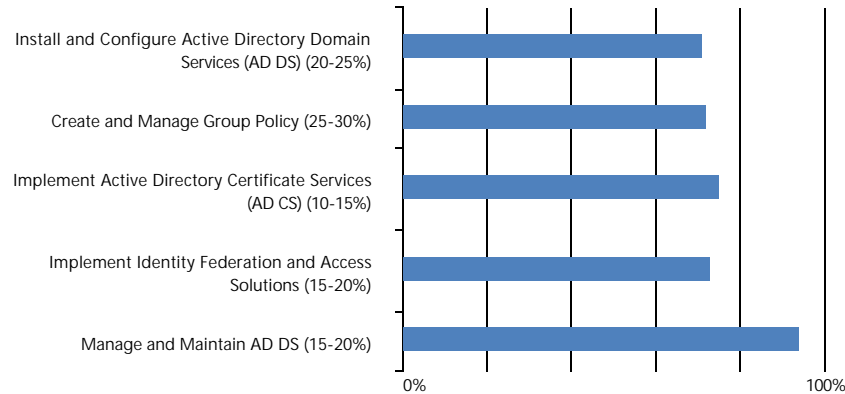 Install and Configure Active Directory Domain
Services (AD DS) (20-25%)
Create and Manage Group Policy (25-30%)
Implement Active Directory Certificate Services
(AD CS) (10-15%)
Implement Identity Federation and Access
Solutions (15-20%)
Manage and Maintain AD DS (15-20%)
0% 100%